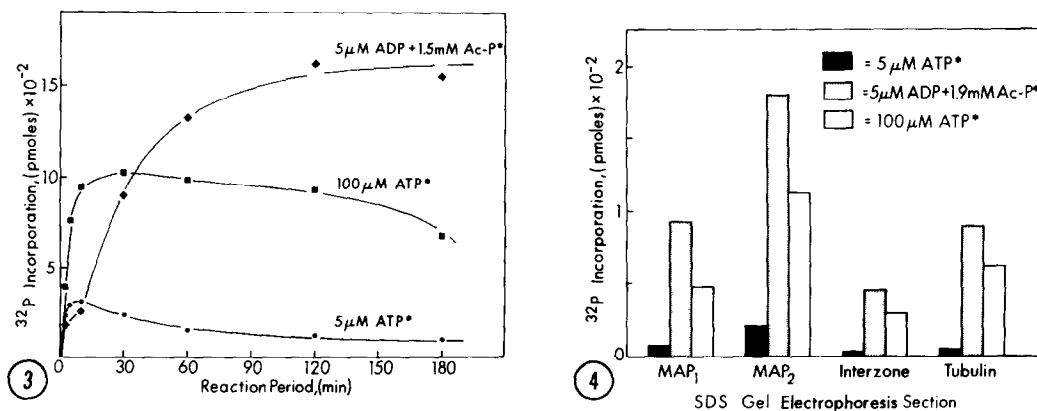 5μM ADP+1.5mM Ac-P*
100μM ATP*
5μM ATP*
15
10
5
0
32P Incorporation,(pmoles)×10-2
0 30 60 90 120 150 180
Reaction Period,(min)
3
= 5μM ATP*
=5μM ADP+1.9mM Ac-P*
= 100μM ATP*
2
1
0
32P Incorporation,(pmoles)×10-2
MAP1 MAP2 Interzone Tubulin
SDS Gel Electrophoresis Section
4